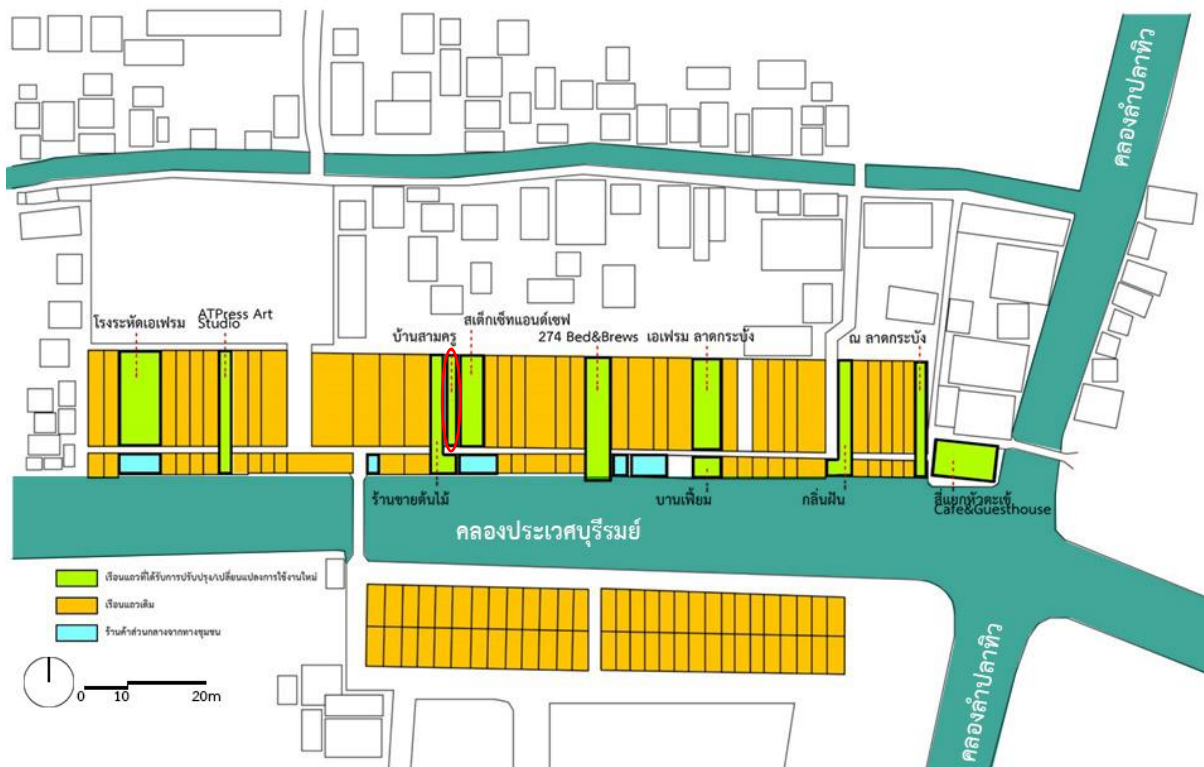 คลองลำปลาทิว
โรงระหัดเอเฟรม
ATPress Art
Studio
บ้านสามครู
สเต็กเซ็ทแอนด์เชฟ
274 Bed&Brews
เอเฟรม ลาดกระบัง
ณ ลาดกระบัง
ร้านขายต้นไม้
บานเฟี้ยม
กลิ่นฝัน
สี่แยกหัวตะเข้
Cafe&Guesthouse
คลองประเวศบุรีรมย์
เรือนแถวที่ได้รับการปรับปรุง/เปลี่ยนแปลงการใช้งานใหม่
เรือนแถวเดิม
ร้านค้าส่วนกลางจากทางชุมชน
0 10 20m
คลองลำปลาทิว